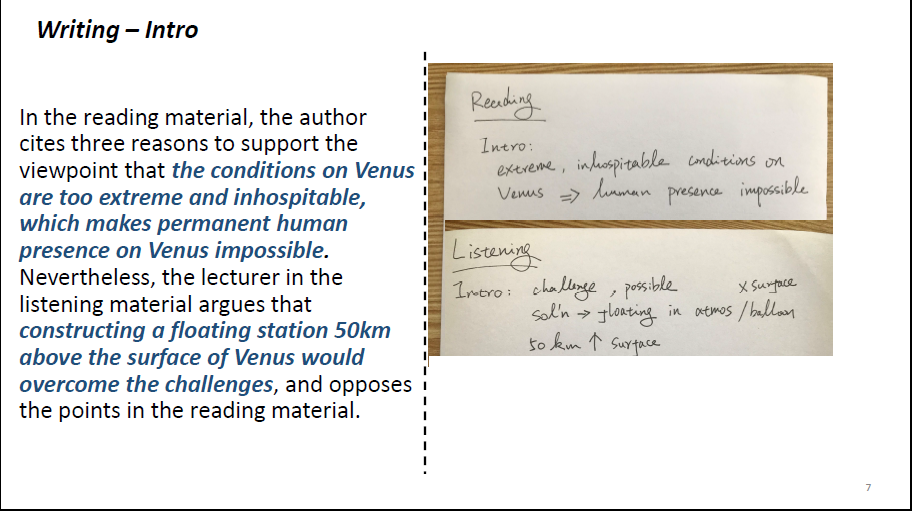 Writing – Intro
In the reading material, the author
cites three reasons to support the
viewpoint that the conditions on Venus
are too extreme and inhospitable,
which makes permanent human
presence on Venus impossible.
Nevertheless, the lecturer in the
listening material argues that
constructing a floating station 50km
above the surface of Venus would
overcome the challenges, and opposes
the points in the reading material.
Reading
Intro:
extreme, inhospitable conditions on
Venus => human presence impossible
Listening
Intro: challenge, possible x surface
sol'n → floating in atmos/balloon
50 km ↑ surface
7